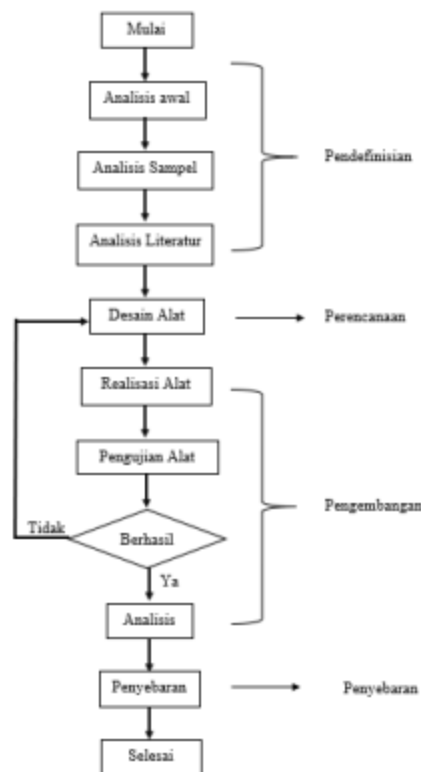 Mulai
Analisis awal
Analisis Sampel
Pendefinisian
Analisis Literatur
Desain Alat
Perencanaan
Realisasi Alat
Pengujian Alat
Pengembangan
Tidak
Berhasil
Ya
Analisis
Penyebaran
Penyebaran
Selesai